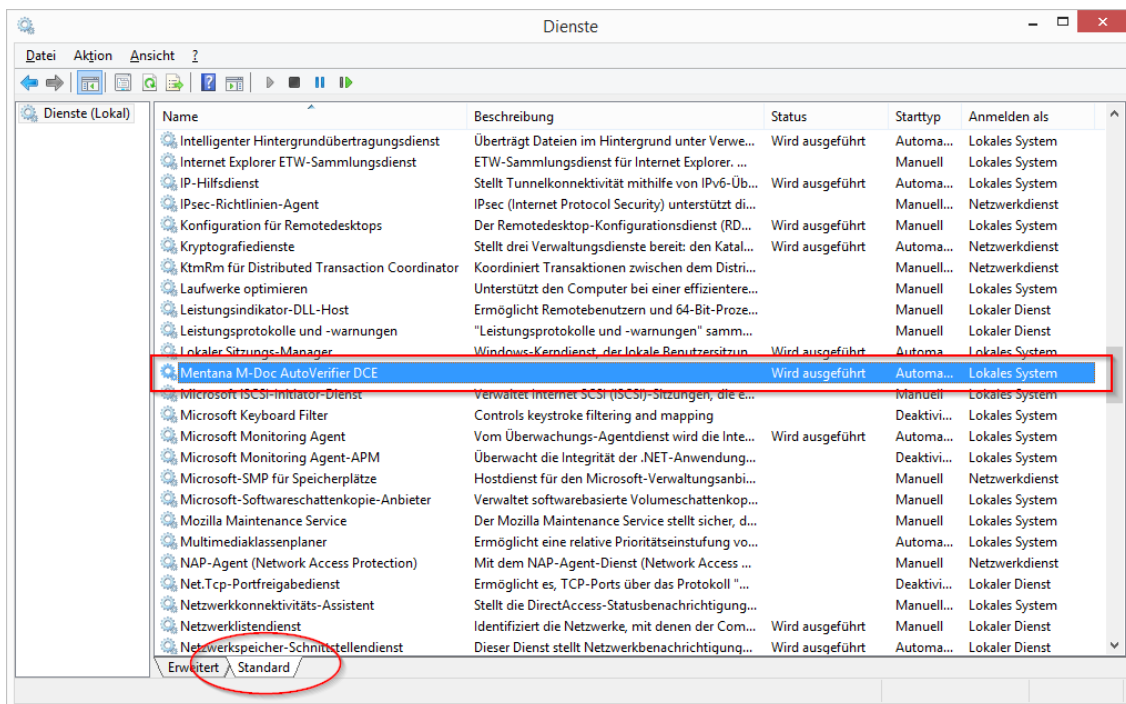 Dienste
Datei Aktion Ansicht ?
Dienste (Lokal)
Name Beschreibung Status Starttyp Anmelden als
Intelligenter Hintergrundübertragungsdienst Überträgt Dateien im Hintergrund unter Verwe... Wird ausgeführt Automa... Lokales System
Internet Explorer ETW-Sammlungsdienst ETW-Sammlungsdienst für Internet Explorer. ... Manuell Lokales System
IP-Hilfsdienst Stellt Tunnelkonnektivität mithilfe von IPv6-Üb... Wird ausgeführt Automa... Lokales System
IPsec-Richtlinien-Agent IPsec (Internet Protocol Security) unterstützt di... Manuell... Netzwerkdienst
Konfiguration für Remotedesktops Der Remotedesktop-Konfigurationsdienst (RD... Wird ausgeführt Manuell Lokales System
Kryptografiedienste Stellt drei Verwaltungsdienste bereit: den Katal... Wird ausgeführt Automa... Netzwerkdienst
KtmRm für Distributed Transaction Coordinator Koordiniert Transaktionen zwischen dem Distri... Manuell... Netzwerkdienst
Laufwerke optimieren Unterstützt den Computer bei einer effizientere... Manuell Lokales System
Leistungsindikator-DLL-Host Ermöglicht Remotebenutzern und 64-Bit-Proze... Manuell Lokaler Dienst
Leistungsprotokolle und -warnungen "Leistungsprotokolle und -warnungen" samm... Manuell Lokaler Dienst
Lokaler Sitzungs-Manager Windows-Kerndienst, der lokale Benutzersitzun... Wird ausgeführt Automa... Lokales System
Mentana M-Doc AutoVerifier DCE Wird ausgeführt Automa... Lokales System
Microsoft iSCSI-Initiator-Dienst Verwaltet Internet SCSI (iSCSI)-Sitzungen, die e... Manuell Lokales System
Microsoft Keyboard Filter Controls keystroke filtering and mapping Deaktivi... Lokales System
Microsoft Monitoring Agent Vom Überwachungs-Agentdienst wird die Inte... Wird ausgeführt Automa... Lokales System
Microsoft Monitoring Agent-APM Überwacht die Integrität der .NET-Anwendung... Deaktivi... Lokales System
Microsoft-SMP für Speicherplätze Hostdienst für den Microsoft-Verwaltungsanbi... Manuell Netzwerkdienst
Microsoft-Softwareschattenkopie-Anbieter Verwaltet softwarebasierte Volumeschattenkop... Manuell Lokales System
Mozilla Maintenance Service Der Mozilla Maintenance Service stellt sicher, d... Manuell Lokales System
Multimediaklassenplaner Ermöglicht eine relative Prioritätseinstufung vo... Automa... Lokales System
NAP-Agent (Network Access Protection) Mit dem NAP-Agent-Dienst (Network Access ... Manuell Netzwerkdienst
Net.Tcp-Portfreigabedienst Ermöglicht es, TCP-Ports über das Protokoll "... Deaktivi... Lokaler Dienst
Netzwerkkonnektivitäts-Assistent Stellt die DirectAccess-Statusbenachrichtigung... Manuell... Lokales System
Netzwerklistendienst Identifiziert die Netzwerke, mit denen der Com... Wird ausgeführt Manuell Lokaler Dienst
Netzwerkspeicher-Schnittstellendienst Dieser Dienst stellt Netzwerkbenachrichtigung... Wird ausgeführt Automa... Lokaler Dienst
Erweitert Standard